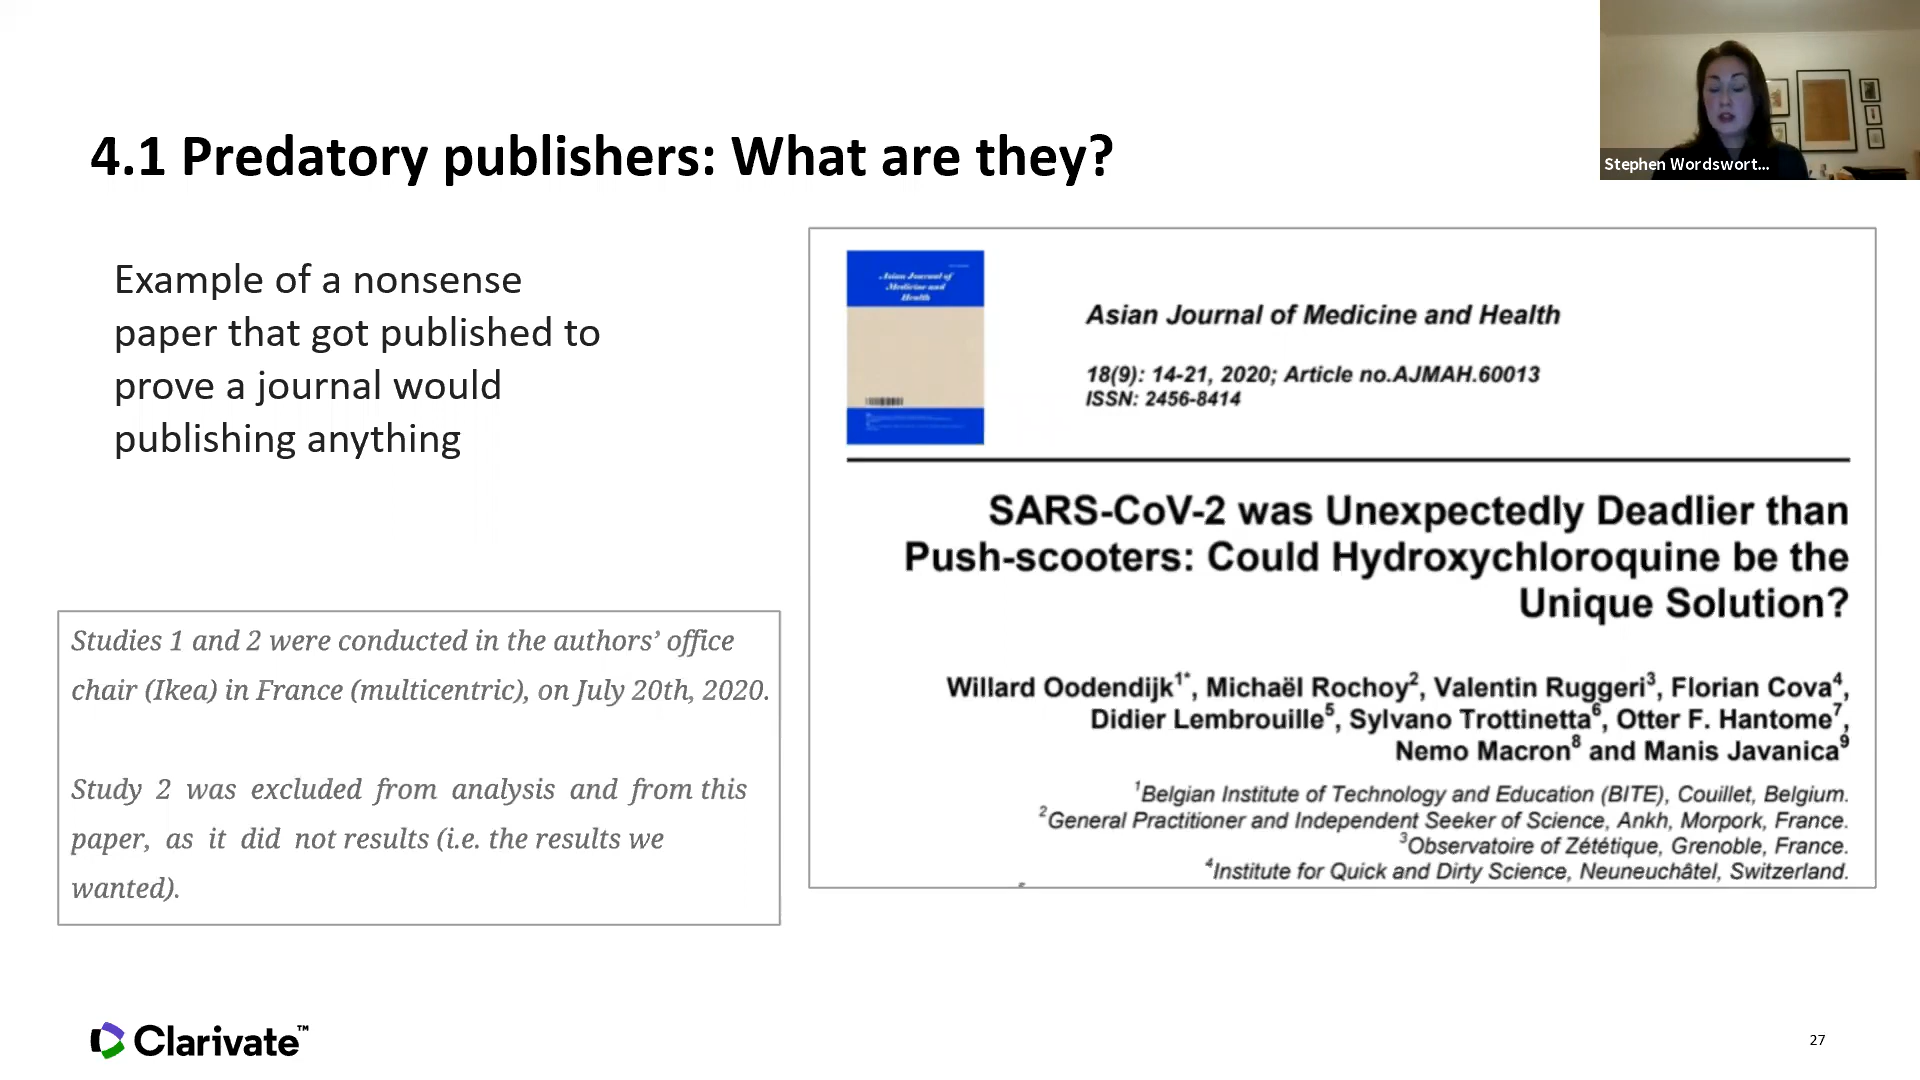 Stephen Wordswort...
4.1 Predatory publishers: What are they?
Example of a nonsense
paper that got published to
prove a journal would
publishing anything
Studies 1 and 2 were conducted in the authors’ office
chair (Ikea) in France (multicentric), on July 20th, 2020.
Study 2 was excluded from analysis and from this
paper, as it did not results (i.e. the results we
wanted).
Asian Journal of
Medicine and
Health
Asian Journal of Medicine and Health
18(9): 14-21, 2020; Article no.AJMAH.60013
ISSN: 2456-8414
SARS-CoV-2 was Unexpectedly Deadlier than
Push-scooters: Could Hydroxychloroquine be the
Unique Solution?
Willard Oodendijk1*, Michaël Rochoy2, Valentin Ruggeri3, Florian Cova4,
Didier Lembrouille5, Sylvano Trottinetta6, Otter F. Hantome7,
Nemo Macron8 and Manis Javanica9
1Belgian Institute of Technology and Education (BITE), Couillet, Belgium.
2General Practitioner and Independent Seeker of Science, Ankh, Morpork, France.
3Observatoire of Zététique, Grenoble, France.
4Institute for Quick and Dirty Science, Neuneuchâtel, Switzerland.
Clarivate™
27